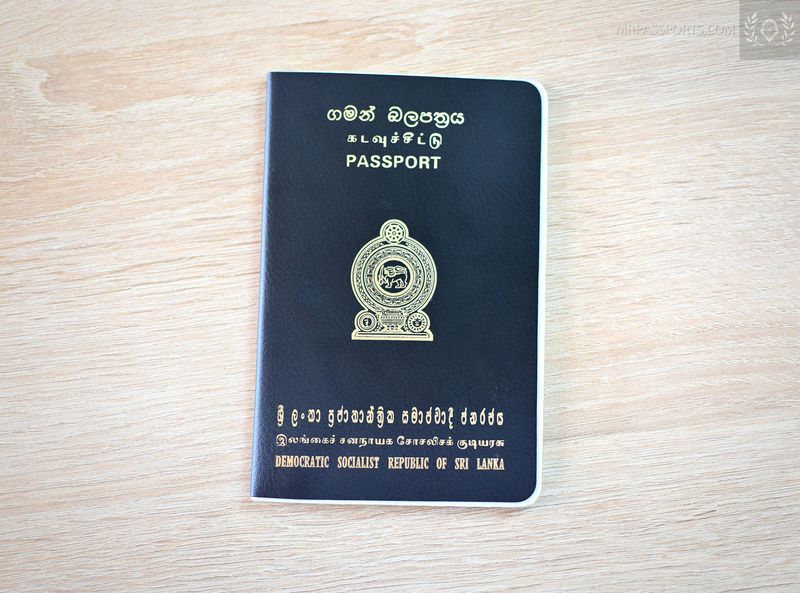 MRPASSPORTS.COM
ගමන් බලපත්‍රය
கடவுச்சீட்டு
PASSPORT
ශ්‍රී ලංකා ප්‍රජාතාන්ත්‍රික සමාජවාදී ජනරජය
இலங்கைச் சனநாயக சோசலிசக் குடியரசு
DEMOCRATIC SOCIALIST REPUBLIC OF SRI LANKA